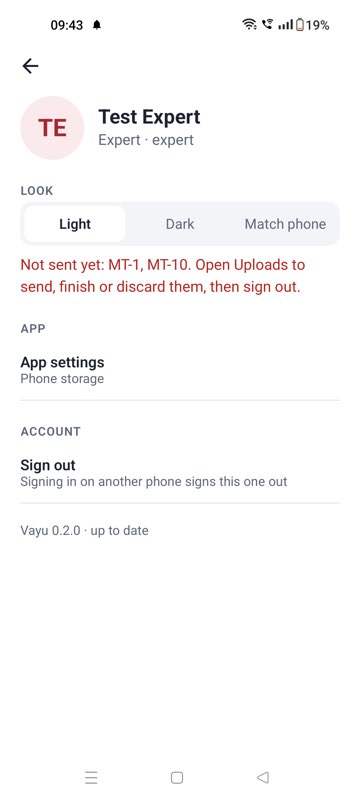 09:43
19%
TE
Test Expert
Expert · expert
LOOK
Light Dark Match phone
Not sent yet: MT-1, MT-10. Open Uploads to
send, finish or discard them, then sign out.
APP
App settings
Phone storage
ACCOUNT
Sign out
Signing in on another phone signs this one out
Vayu 0.2.0 · up to date